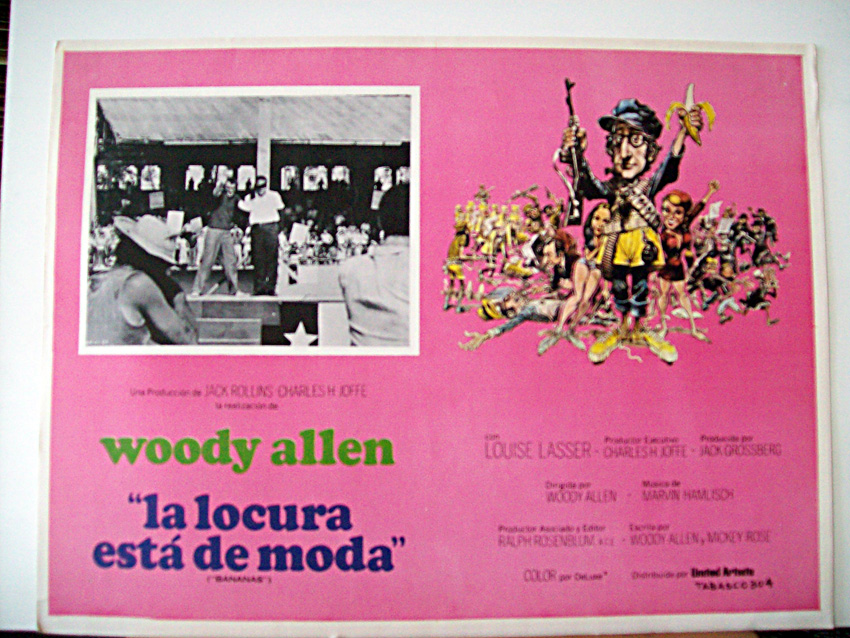 Una Producción de JACK ROLLINS-CHARLES H. JOFFE
la realización de
woody allen
"la locura
está de moda"
("BANANAS")
con
LOUISE LASSER - Productor Ejecutivo CHARLES H. JOFFE - Producida por JACK GROSSBERG
Dirigida por WOODY ALLEN - Música de MARVIN HAMLISCH
Productor Asociado y Editor RALPH ROSENBLUM, A.C.E. - Escrita por WOODY ALLEN y MICKEY ROSE
COLOR por DeLuxe® Distribuida por United Artists
TABASCO 304